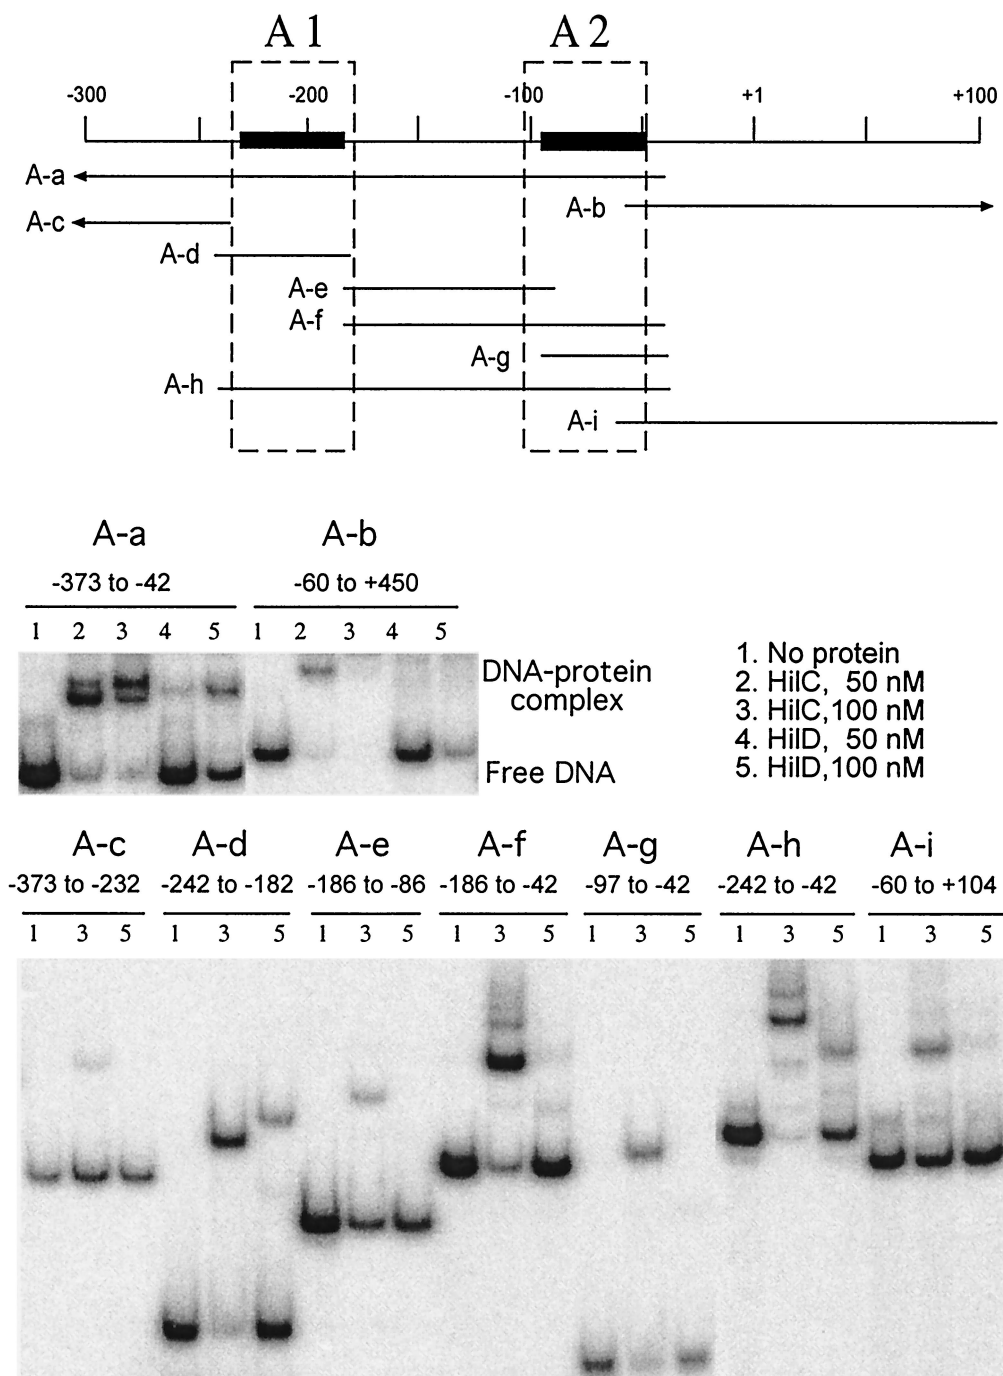 A 1 A 2
-300 -200 -100 +1 +100
A-a
A-b
A-c
A-d
A-e
A-f
A-g
A-h
A-i
A-a A-b
-373 to -42 -60 to +450
1 2 3 4 5 1 2 3 4 5
DNA-protein
complex
Free DNA
1. No protein
2. HilC, 50 nM
3. HilC,100 nM
4. HilD, 50 nM
5. HilD,100 nM
A-c A-d A-e A-f A-g A-h A-i
-373 to -232 -242 to -182 -186 to -86 -186 to -42 -97 to -42 -242 to -42 -60 to +104
1 3 5 1 3 5 1 3 5 1 3 5 1 3 5 1 3 5 1 3 5